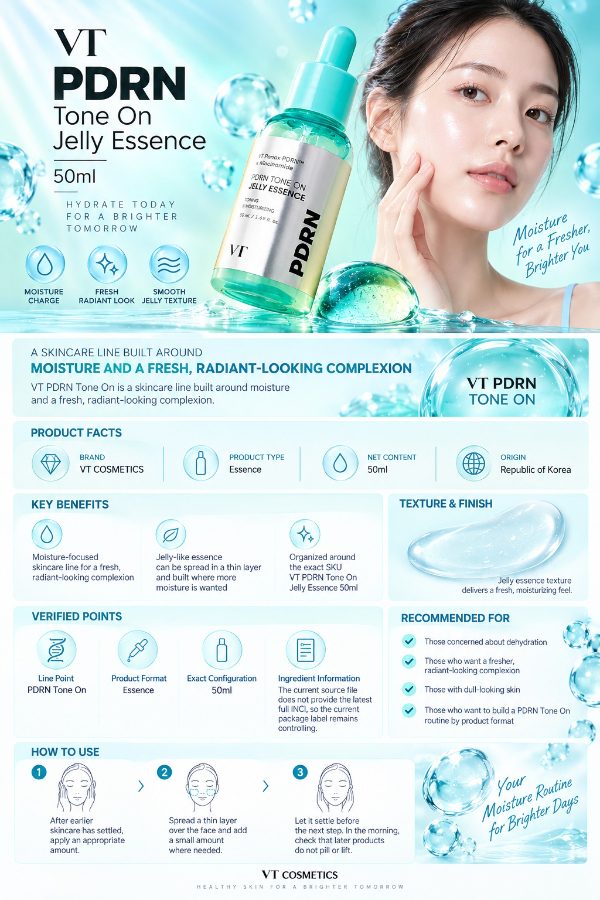 VT
PDRN
Tone On
Jelly Essence
50ml
HYDRATE TODAY
FOR A BRIGHTER
TOMORROW
MOISTURE
CHARGE
FRESH
RADIANT LOOK
SMOOTH
JELLY TEXTURE
PDRN TONE ON
JELLY ESSENCE
PDRN
VT
Moisture
for a Fresher,
Brighter You
A SKINCARE LINE BUILT AROUND
MOISTURE AND A FRESH, RADIANT-LOOKING COMPLEXION
VT PDRN Tone On is a skincare line built around moisture
and a fresh, radiant-looking complexion.
VT PDRN
TONE ON
PRODUCT FACTS
BRAND
VT COSMETICS
PRODUCT TYPE
Essence
NET CONTENT
50ml
ORIGIN
Republic of Korea
KEY BENEFITS
Moisture-focused
skincare line for a fresh,
radiant-looking complexion
Jelly-like essence
can be spread in a thin layer
and built where more
moisture is wanted
Organized around
the exact SKU
VT PDRN Tone On
Jelly Essence 50ml
TEXTURE & FINISH
Jelly essence texture
delivers a fresh, moisturizing feel.
VERIFIED POINTS
Line Point
PDRN Tone On
Product Format
Essence
Exact Configuration
50ml
Ingredient Information
The current source file
does not provide the latest
full INCI, so the current
package label remains
controlling.
RECOMMENDED FOR
Those concerned about dehydration
Those who want a fresher,
radiant-looking complexion
Those with dull-looking skin
Those who want to build a PDRN Tone On
routine by product format
HOW TO USE
1
After earlier
skincare has settled,
apply an appropriate
amount.
2
Spread a thin layer
over the face and add
a small amount
where needed.
3
Let it settle before
the next step. In the morning,
check that later products
do not pill or lift.
Your
Moisture Routine
for Brighter Days
VT COSMETICS
HEALTHY SKIN FOR A BRIGHTER TOMORROW